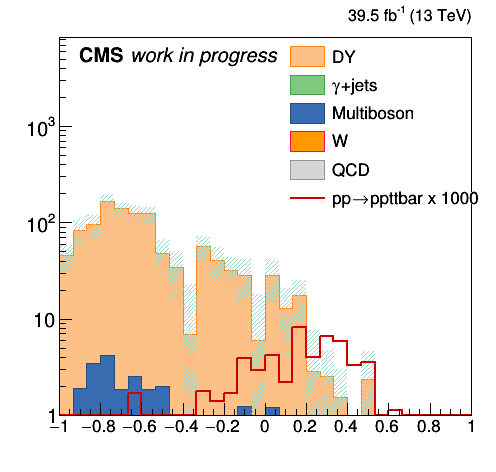 39.5 fb⁻¹ (13 TeV)
CMS work in progress
DY
γ+jets
Multiboson
W
QCD
pp→ppttbar x 1000
10³
10²
10
1
−1 −0.8 −0.6 −0.4 −0.2 0 0.2 0.4 0.6 0.8 1